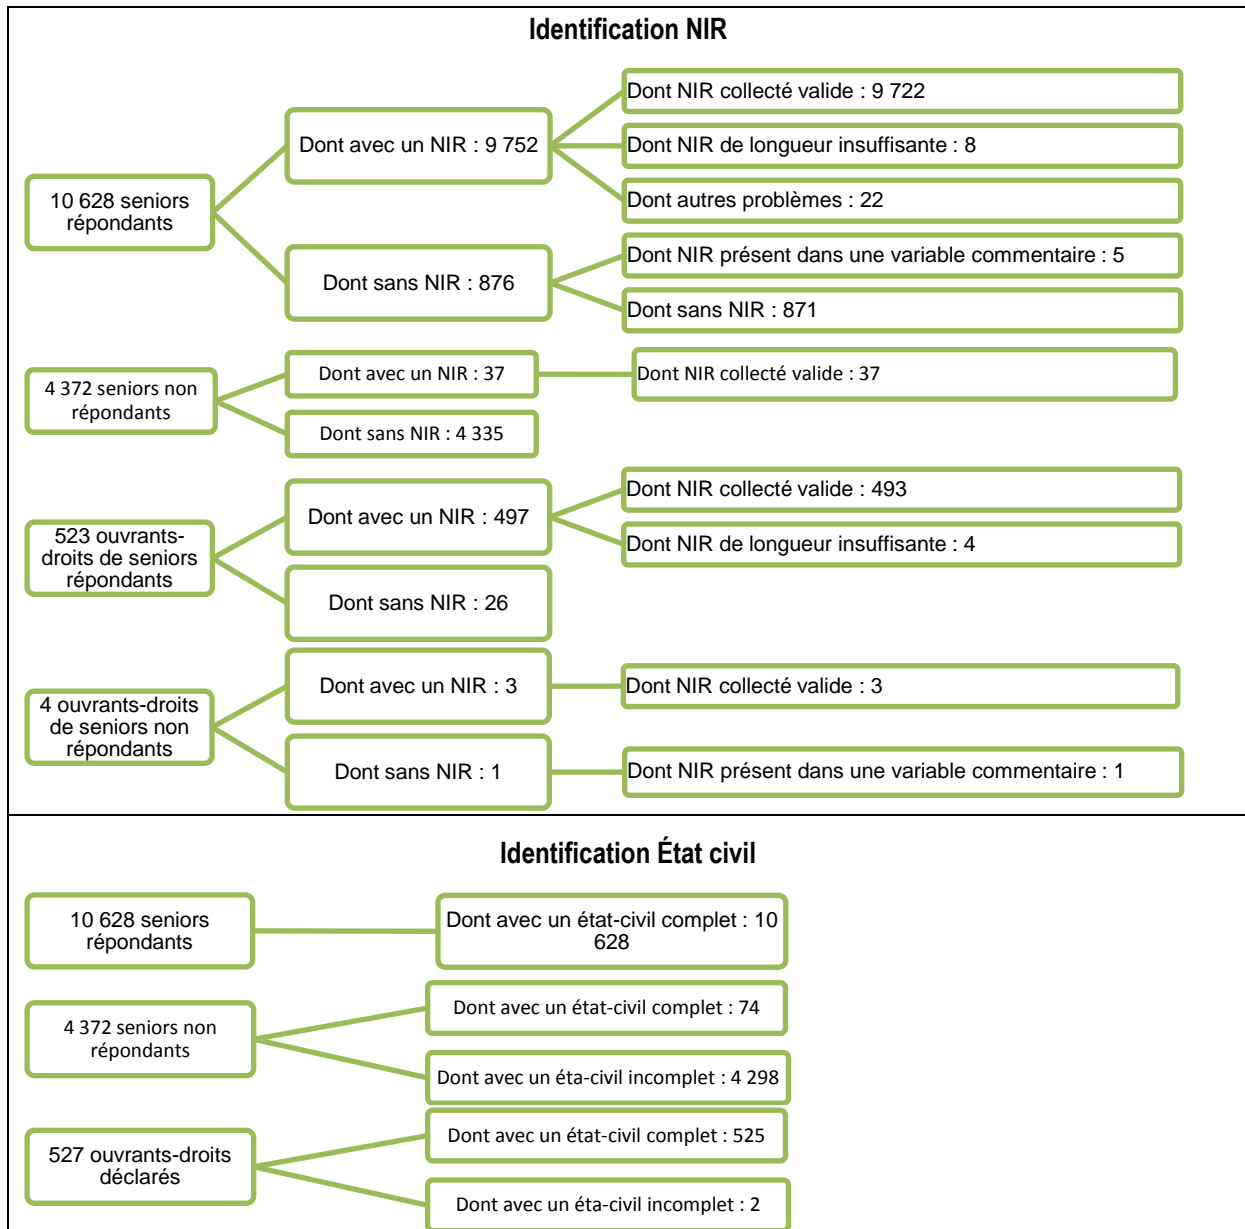 Identification NIR
10 628 seniors
répondants
Dont avec un NIR : 9 752
Dont NIR collecté valide : 9 722
Dont NIR de longueur insuffisante : 8
Dont autres problèmes : 22
Dont sans NIR : 876
Dont NIR présent dans une variable commentaire : 5
Dont sans NIR : 871
4 372 seniors non
répondants
Dont avec un NIR : 37
Dont NIR collecté valide : 37
Dont sans NIR : 4 335
523 ouvrants-
droits de seniors
répondants
Dont avec un NIR : 497
Dont NIR collecté valide : 493
Dont NIR de longueur insuffisante : 4
Dont sans NIR : 26
4 ouvrants-droits
de seniors non
répondants
Dont avec un NIR : 3
Dont NIR collecté valide : 3
Dont sans NIR : 1
Dont NIR présent dans une variable commentaire : 1
Identification État civil
10 628 seniors
répondants
Dont avec un état-civil complet : 10
628
4 372 seniors non
répondants
Dont avec un état-civil complet : 74
Dont avec un éta-civil incomplet : 4 298
527 ouvrants-droits
déclarés
Dont avec un état-civil complet : 525
Dont avec un éta-civil incomplet : 2